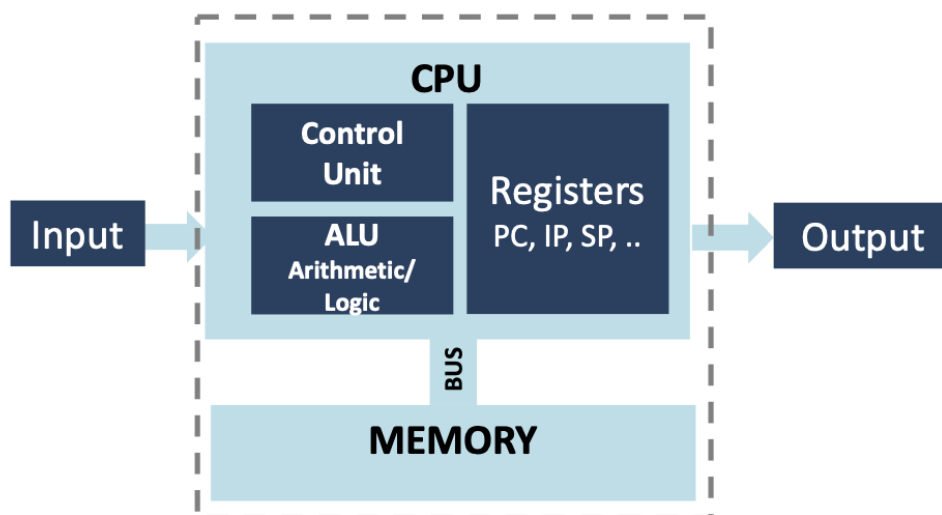 CPU
Control
Unit
Registers
PC, IP, SP, ..
Input
ALU
Arithmetic/
Logic
Output
BUS
MEMORY